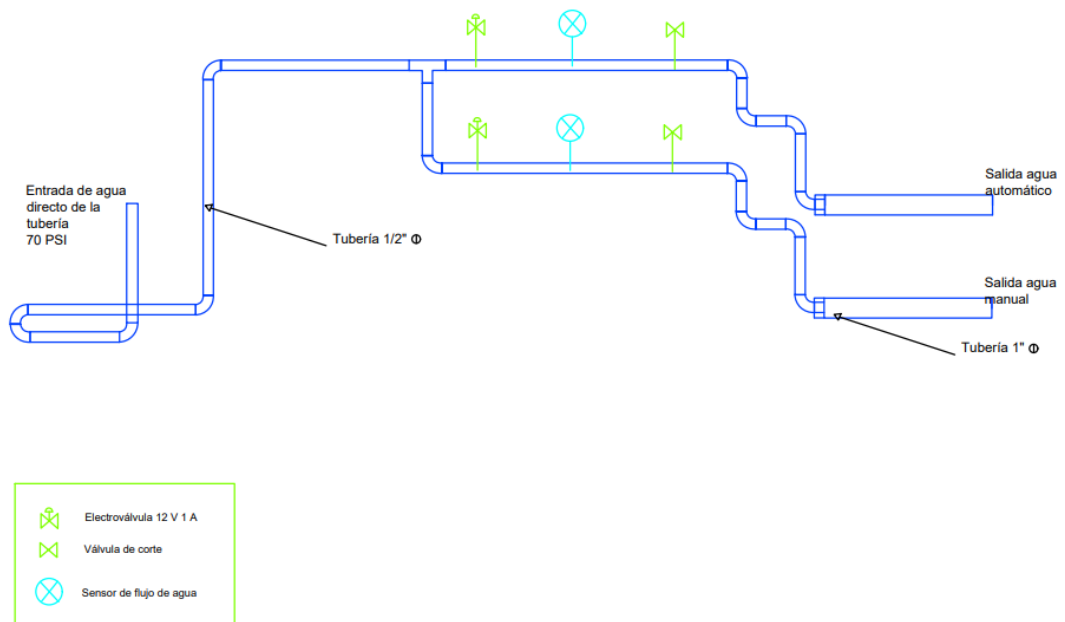 Entrada de agua
directo de la
tubería
70 PSI
Tubería 1/2" Φ
Salida agua
automático
Salida agua
manual
Tubería 1" Φ
Electroválvula 12 V 1 A
Válvula de corte
Sensor de flujo de agua